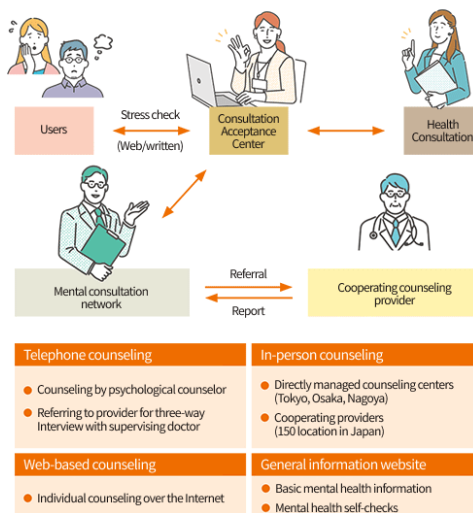 Users
Stress check
(Web/written)
Consultation
Acceptance
Center
Health
Consultation
Mental consultation
network
Referral
Report
Cooperating counseling
provider
Telephone counseling
● Counseling by psychological counselor
● Referring to provider for three-way
Interview with supervising doctor
In-person counseling
● Directly managed counseling centers
(Tokyo, Osaka, Nagoya)
● Cooperating providers
(150 location in Japan)
Web-based counseling
● Individual counseling over the Internet
General information website
● Basic mental health information
● Mental health self-checks